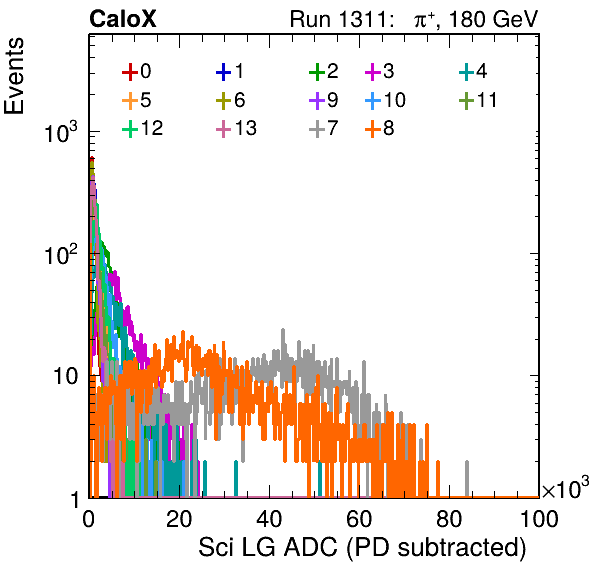 CaloX Run 1311: π⁺, 180 GeV
Events
0 1 2 3 4
5 6 9 10 11
12 13 7 8
10³
10²
10
1
0 20 40 60 80 100
×10³
Sci LG ADC (PD subtracted)